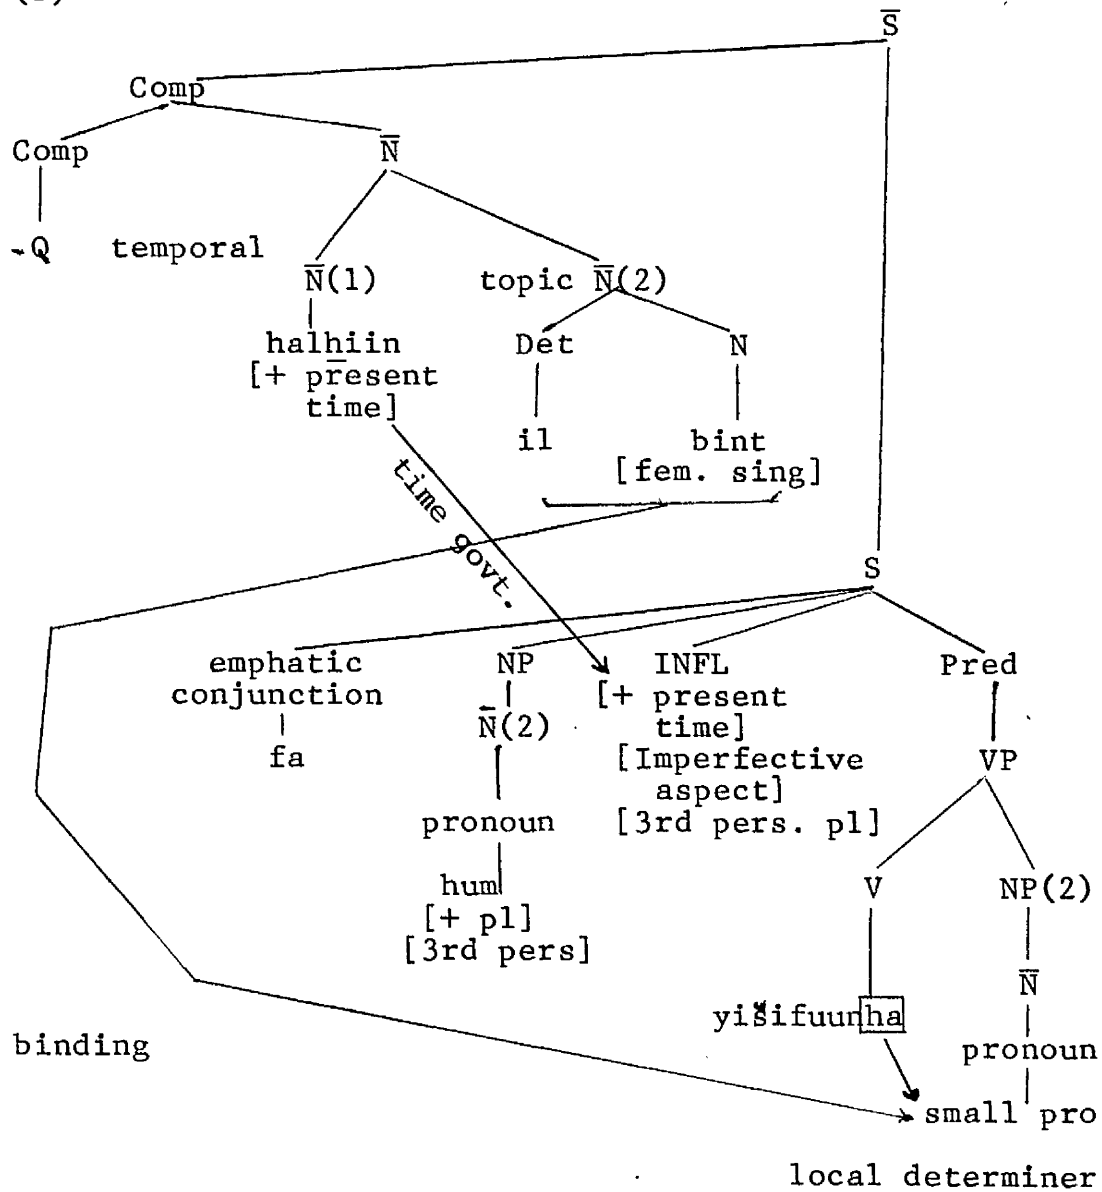 S̄
Comp
Comp N̄
-Q temporal
N̄(1) topic N̄(2)
halhiin Det N
[+ present
time]
il bint
[fem. sing]
time govt.
S
emphatic NP INFL Pred
conjunction [+ present
N̄(2) time]
fa [Imperfective VP
aspect]
pronoun [3rd pers. pl]
hum V NP(2)
[+ pl]
[3rd pers]
N̄
ha
binding pronoun
small pro
local determiner